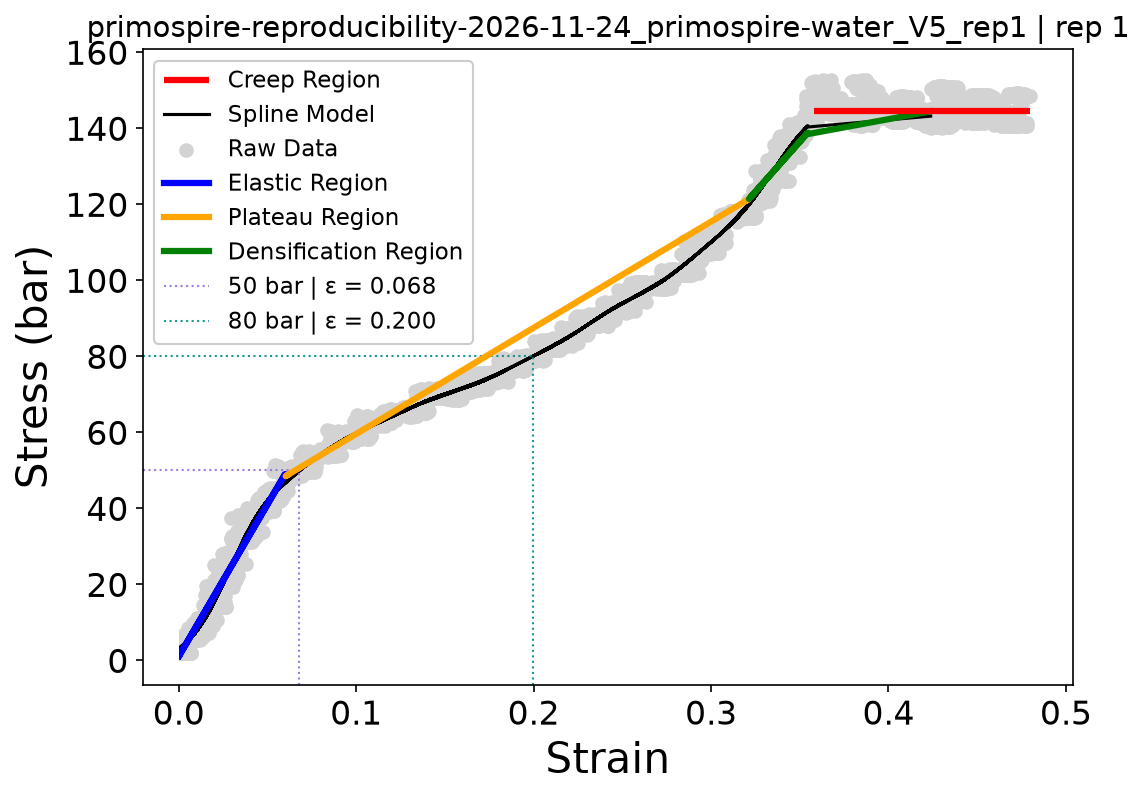 primospire-reproducibility-2026-11-24_primospire-water_V5_rep1 | rep 1
160
140
120
100
80
60
40
20
0
Stress (bar)
Creep Region
Spline Model
Raw Data
Elastic Region
Plateau Region
Densification Region
50 bar | ε = 0.068
80 bar | ε = 0.200
0.0 0.1 0.2 0.3 0.4 0.5
Strain